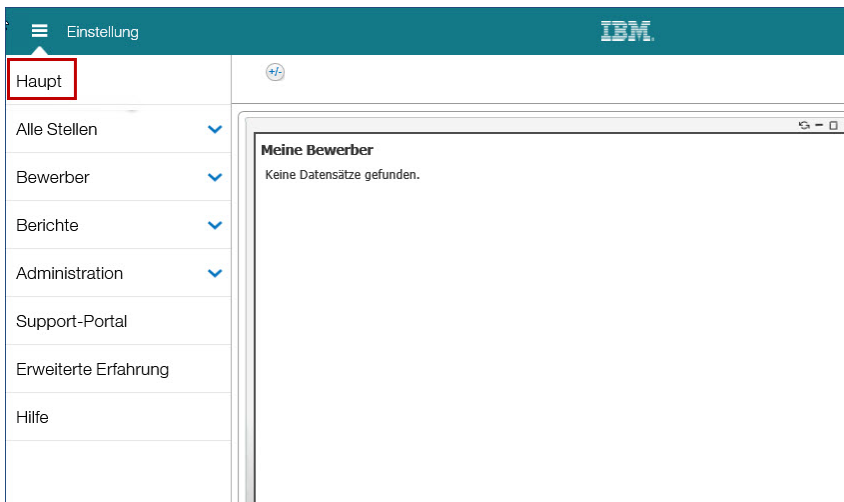 Einstellung
IBM.
Haupt
+/-
Alle Stellen
Bewerber
Berichte
Administration
Support-Portal
Erweiterte Erfahrung
Hilfe
Meine Bewerber
Keine Datensätze gefunden.